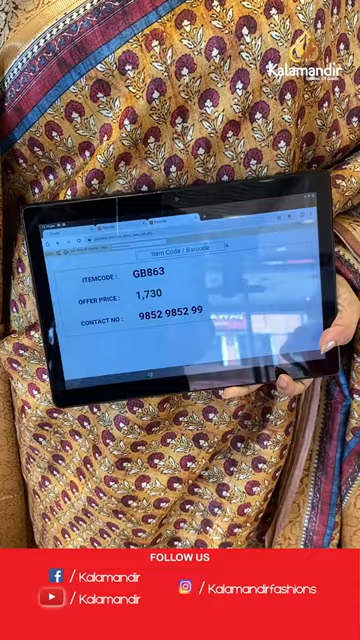 Kalamandir
Item Code / Barcode
ITEMCODE : GB863
OFFER PRICE : 1,730
CONTACT NO : 9852 9852 99
FOLLOW US
/ Kalamandir
/ Kalamandirfashions
/ Kalamandir